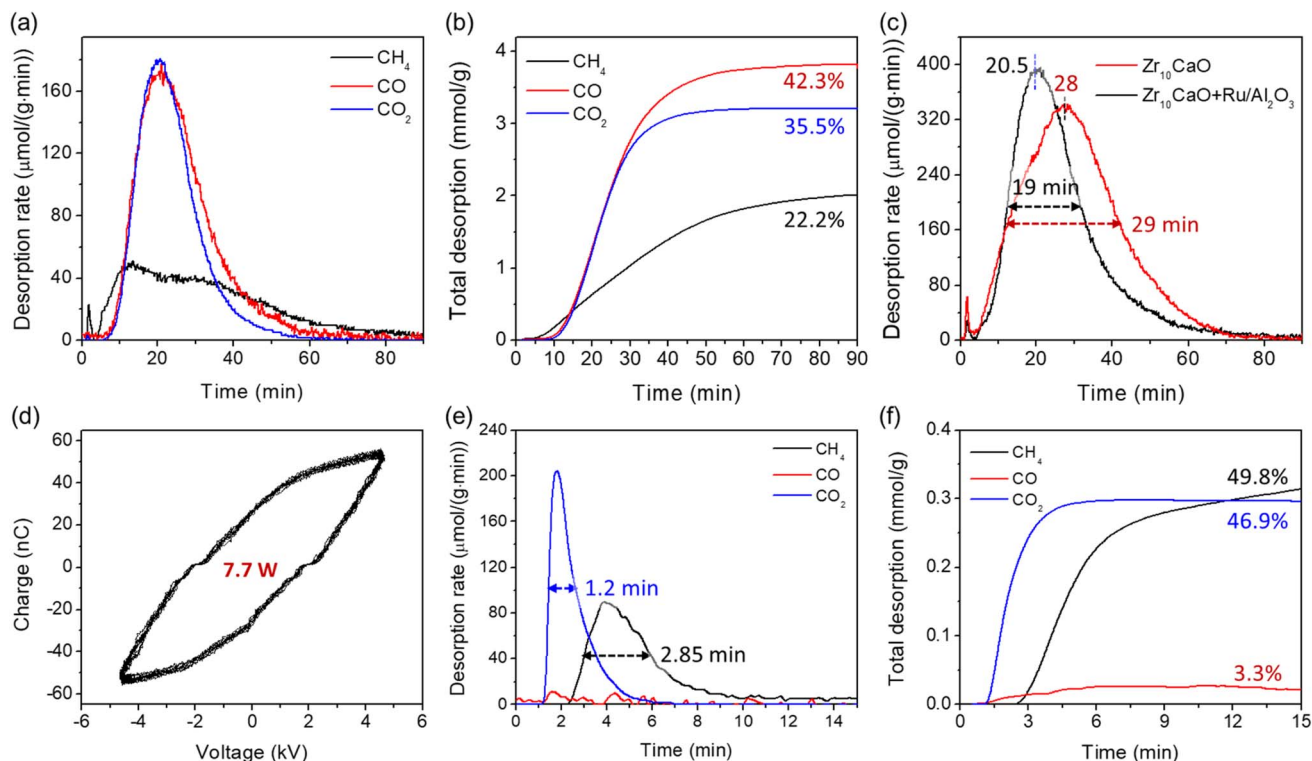 (a)
CH4
CO
CO2
Desorption rate (μmol/(g·min))
160
120
80
40
0
0 20 40 60 80
Time (min)
(b)
CH4
CO
CO2
42.3%
35.5%
22.2%
Total desorption (mmol/g)
4
3
2
1
0
0 10 20 30 40 50 60 70 80 90
Time (min)
(c)
Zr10CaO
Zr10CaO+Ru/Al2O3
20.5
28
19 min
29 min
Desorption rate (μmol/(g·min))
400
320
240
160
80
0
0 20 40 60 80
Time (min)
(d)
7.7 W
Charge (nC)
60
40
20
0
-20
-40
-60
-6 -4 -2 0 2 4 6
Voltage (kV)
(e)
CH4
CO
CO2
1.2 min
2.85 min
Desorption rate (μmol/(g·min))
240
200
160
120
80
40
0
0 2 4 6 8 10 12 14
Time (min)
(f)
CH4
CO
CO2
49.8%
46.9%
3.3%
Total desorption (mmol/g)
0.4
0.3
0.2
0.1
0.0
0 3 6 9 12 15
Time (min)